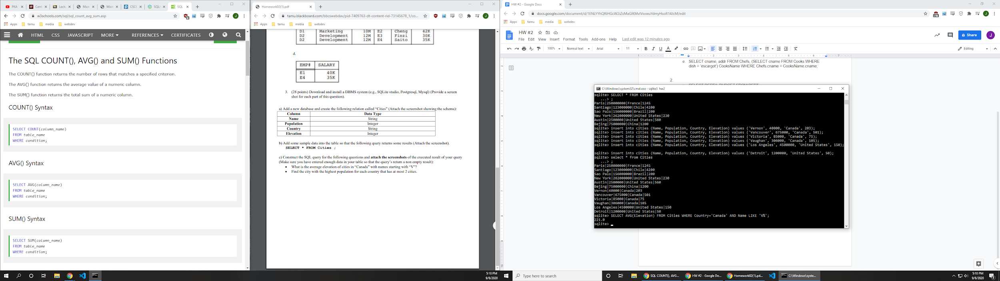 PKA
Cent
Lectu
Micro
Micro
CSCE
SQLi
SQL
w3schools.com/sql/sql_count_avg_sum.asp
Apps tamu media webdev
HTML CSS JAVASCRIPT MORE REFERENCES CERTIFICATES
The SQL COUNT(), AVG() and SUM() Functions
The COUNT() function returns the number of rows that matches a specified criterion.
The AVG() function returns the average value of a numeric column.
The SUM() function returns the total sum of a numeric column.
COUNT() Syntax
SELECT COUNT(column_name)
FROM table_name
WHERE condition;
AVG() Syntax
SELECT AVG(column_name)
FROM table_name
WHERE condition;
SUM() Syntax
SELECT SUM(column_name)
FROM table_name
WHERE condition;
Homework02(1).pdf
tamu.blackboard.com/bbcswebdav/pid-7409763-dt-content-rid-73145678_1/co...
Apps tamu media webdev
D1 Marketing 10M E2 Cheng 42K
D2 Development 12M E3 Finzi 30K
D2 Development 12M E4 Saito 35K
d.
EMP# SALARY
E1 40K
E4 35K
3. (28 points) Download and install a DBMS system (e.g., SQLite studio, Postgresql, Mysql) (Provide a screen
shot for each part of this question).
a) Add a new database and create the following relation called “Cities” (Attach the screenshot showing the schema):
Column Data Type
Name String
Population Integer
Country String
Elevation Integer
b) Add some sample data into the table so that the following query returns some results (Attach the screenshot).
SELECT * FROM Cities ;
c) Construct the SQL query for the following questions and attach the screenshots of the executed result of your query
(Make sure you have entered enough data in your table so that the query’s return a non empty result):
• What is the average elevation of cities in “Canada” with names starting with “V”?
• Find the city with the highest population for each country that has at most 2 cities.
5:10 PM
9/6/2020
HW #2 - Google Docs
docs.google.com/document/d/1ENLYYhQf6HGcW2iZsMaGIKMvIVsvwuYdmyHsoR14JcM/edit
Apps tamu media webdev
HW #2
File Edit View Insert Format Tools Add-ons Help Last edit was 12 minutes ago
Share
J
100% Normal text Arial 11 B I U A Editing
e. SELECT cname, addr FROM Chefs, (SELECT cname FROM Cooks WHERE
dish = 'escargot') CooksName WHERE Chefs.cname = CooksName.cname;
2.
C:\Windows\system32\cmd.exe - sqlite3 hw2
sqlite> SELECT * FROM Cities
...> ;
Paris|250000000|France|1245
Santiago|123000000|Chile|4200
Sao Palo|156000000|Brazil|200
New York|262000000|United States|230
Austin|2500000|United States|560
Bejing|75000000|China|1200
sqlite> insert into cities (Name, Population, Country, Elevation) values ('Vernon', 40000, 'Canada', 203);
sqlite> insert into cities (Name, Population, Country, Elevation) values ('Vancouver', 675000, 'Canada', 501);
sqlite> insert into cities (Name, Population, Country, Elevation) values ('Victoria', 85000, 'Canada', 75);
sqlite> insert into cities (Name, Population, Country, Elevation) values ('Vaughan', 306000, 'Canada', 105);
sqlite> insert into cities (Name, Population, Country, Elevation) values ('Los Angeles', 4500000, 'United States', 150);
sqlite> insert into cities (Name, Population, Country, Elevation) values ('Detroit', 1200000, 'United States', 50);
sqlite> select * from Cities
...> ;
Paris|250000000|France|1245
Santiago|123000000|Chile|4200
Sao Palo|156000000|Brazil|200
New York|262000000|United States|230
Austin|2500000|United States|560
Bejing|75000000|China|1200
Vernon|40000|Canada|203
Vancouver|675000|Canada|501
Victoria|85000|Canada|75
Vaughan|306000|Canada|105
Los Angeles|4500000|United States|150
Detroit|1200000|United States|50
sqlite> SELECT AVG(Elevation) FROM Cities WHERE Country='Canada' AND Name LIKE 'V%';
221.0
sqlite>
Type here to search
SQL COUNT(), AVG...
HW #2 - Google Do...
Homework02(1).pd...
C:\Windows\syste...
5:10 PM
9/6/2020